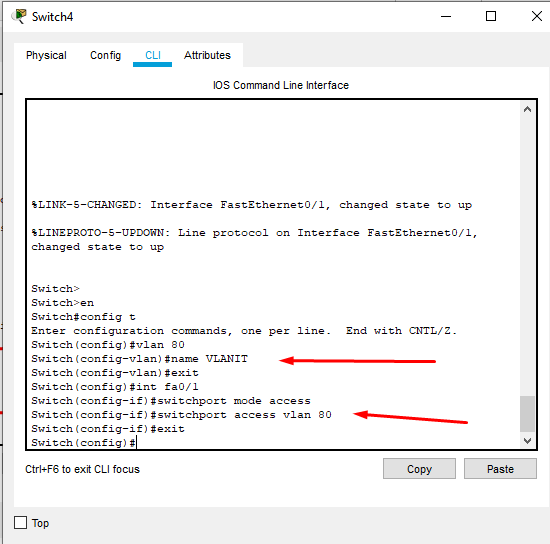 Switch4
Physical Config CLI Attributes
IOS Command Line Interface
%LINK-5-CHANGED: Interface FastEthernet0/1, changed state to up
%LINEPROTO-5-UPDOWN: Line protocol on Interface FastEthernet0/1,
changed state to up
Switch>
Switch>en
Switch#config t
Enter configuration commands, one per line.  End with CNTL/Z.
Switch(config)#vlan 80
Switch(config-vlan)#name VLANIT
Switch(config-vlan)#exit
Switch(config)#int fa0/1
Switch(config-if)#switchport mode access
Switch(config-if)#switchport access vlan 80
Switch(config-if)#exit
Switch(config)#
Ctrl+F6 to exit CLI focus
Copy Paste
Top